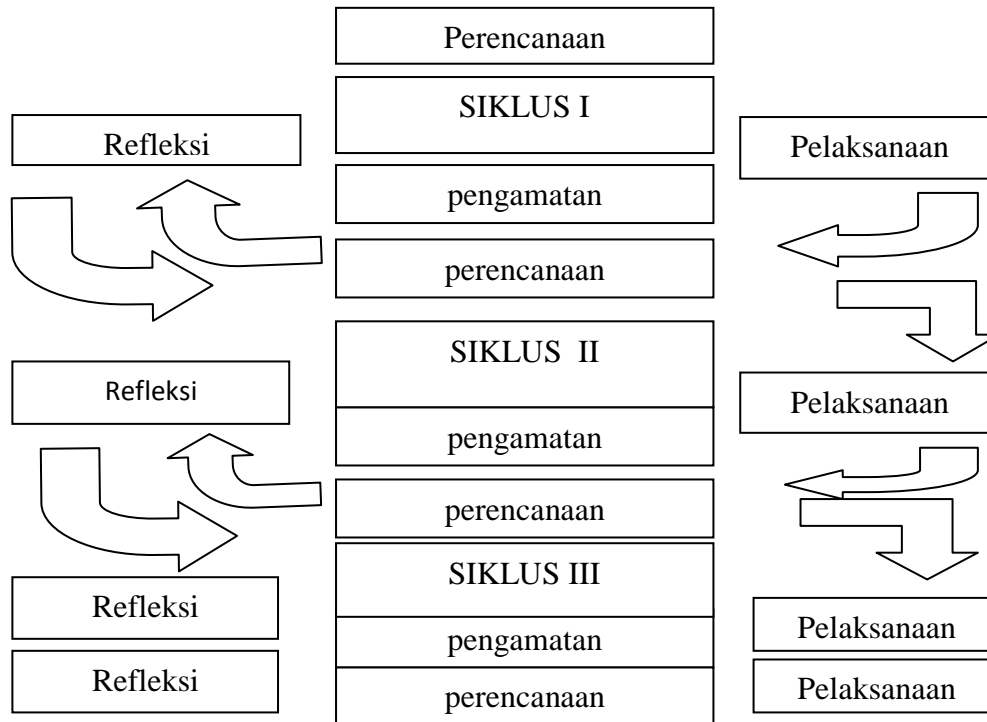 Perencanaan
SIKLUS I
Refleksi
Pelaksanaan
pengamatan
perencanaan
SIKLUS II
Refleksi
Pelaksanaan
pengamatan
perencanaan
SIKLUS III
Refleksi
Pelaksanaan
pengamatan
Refleksi
Pelaksanaan
perencanaan